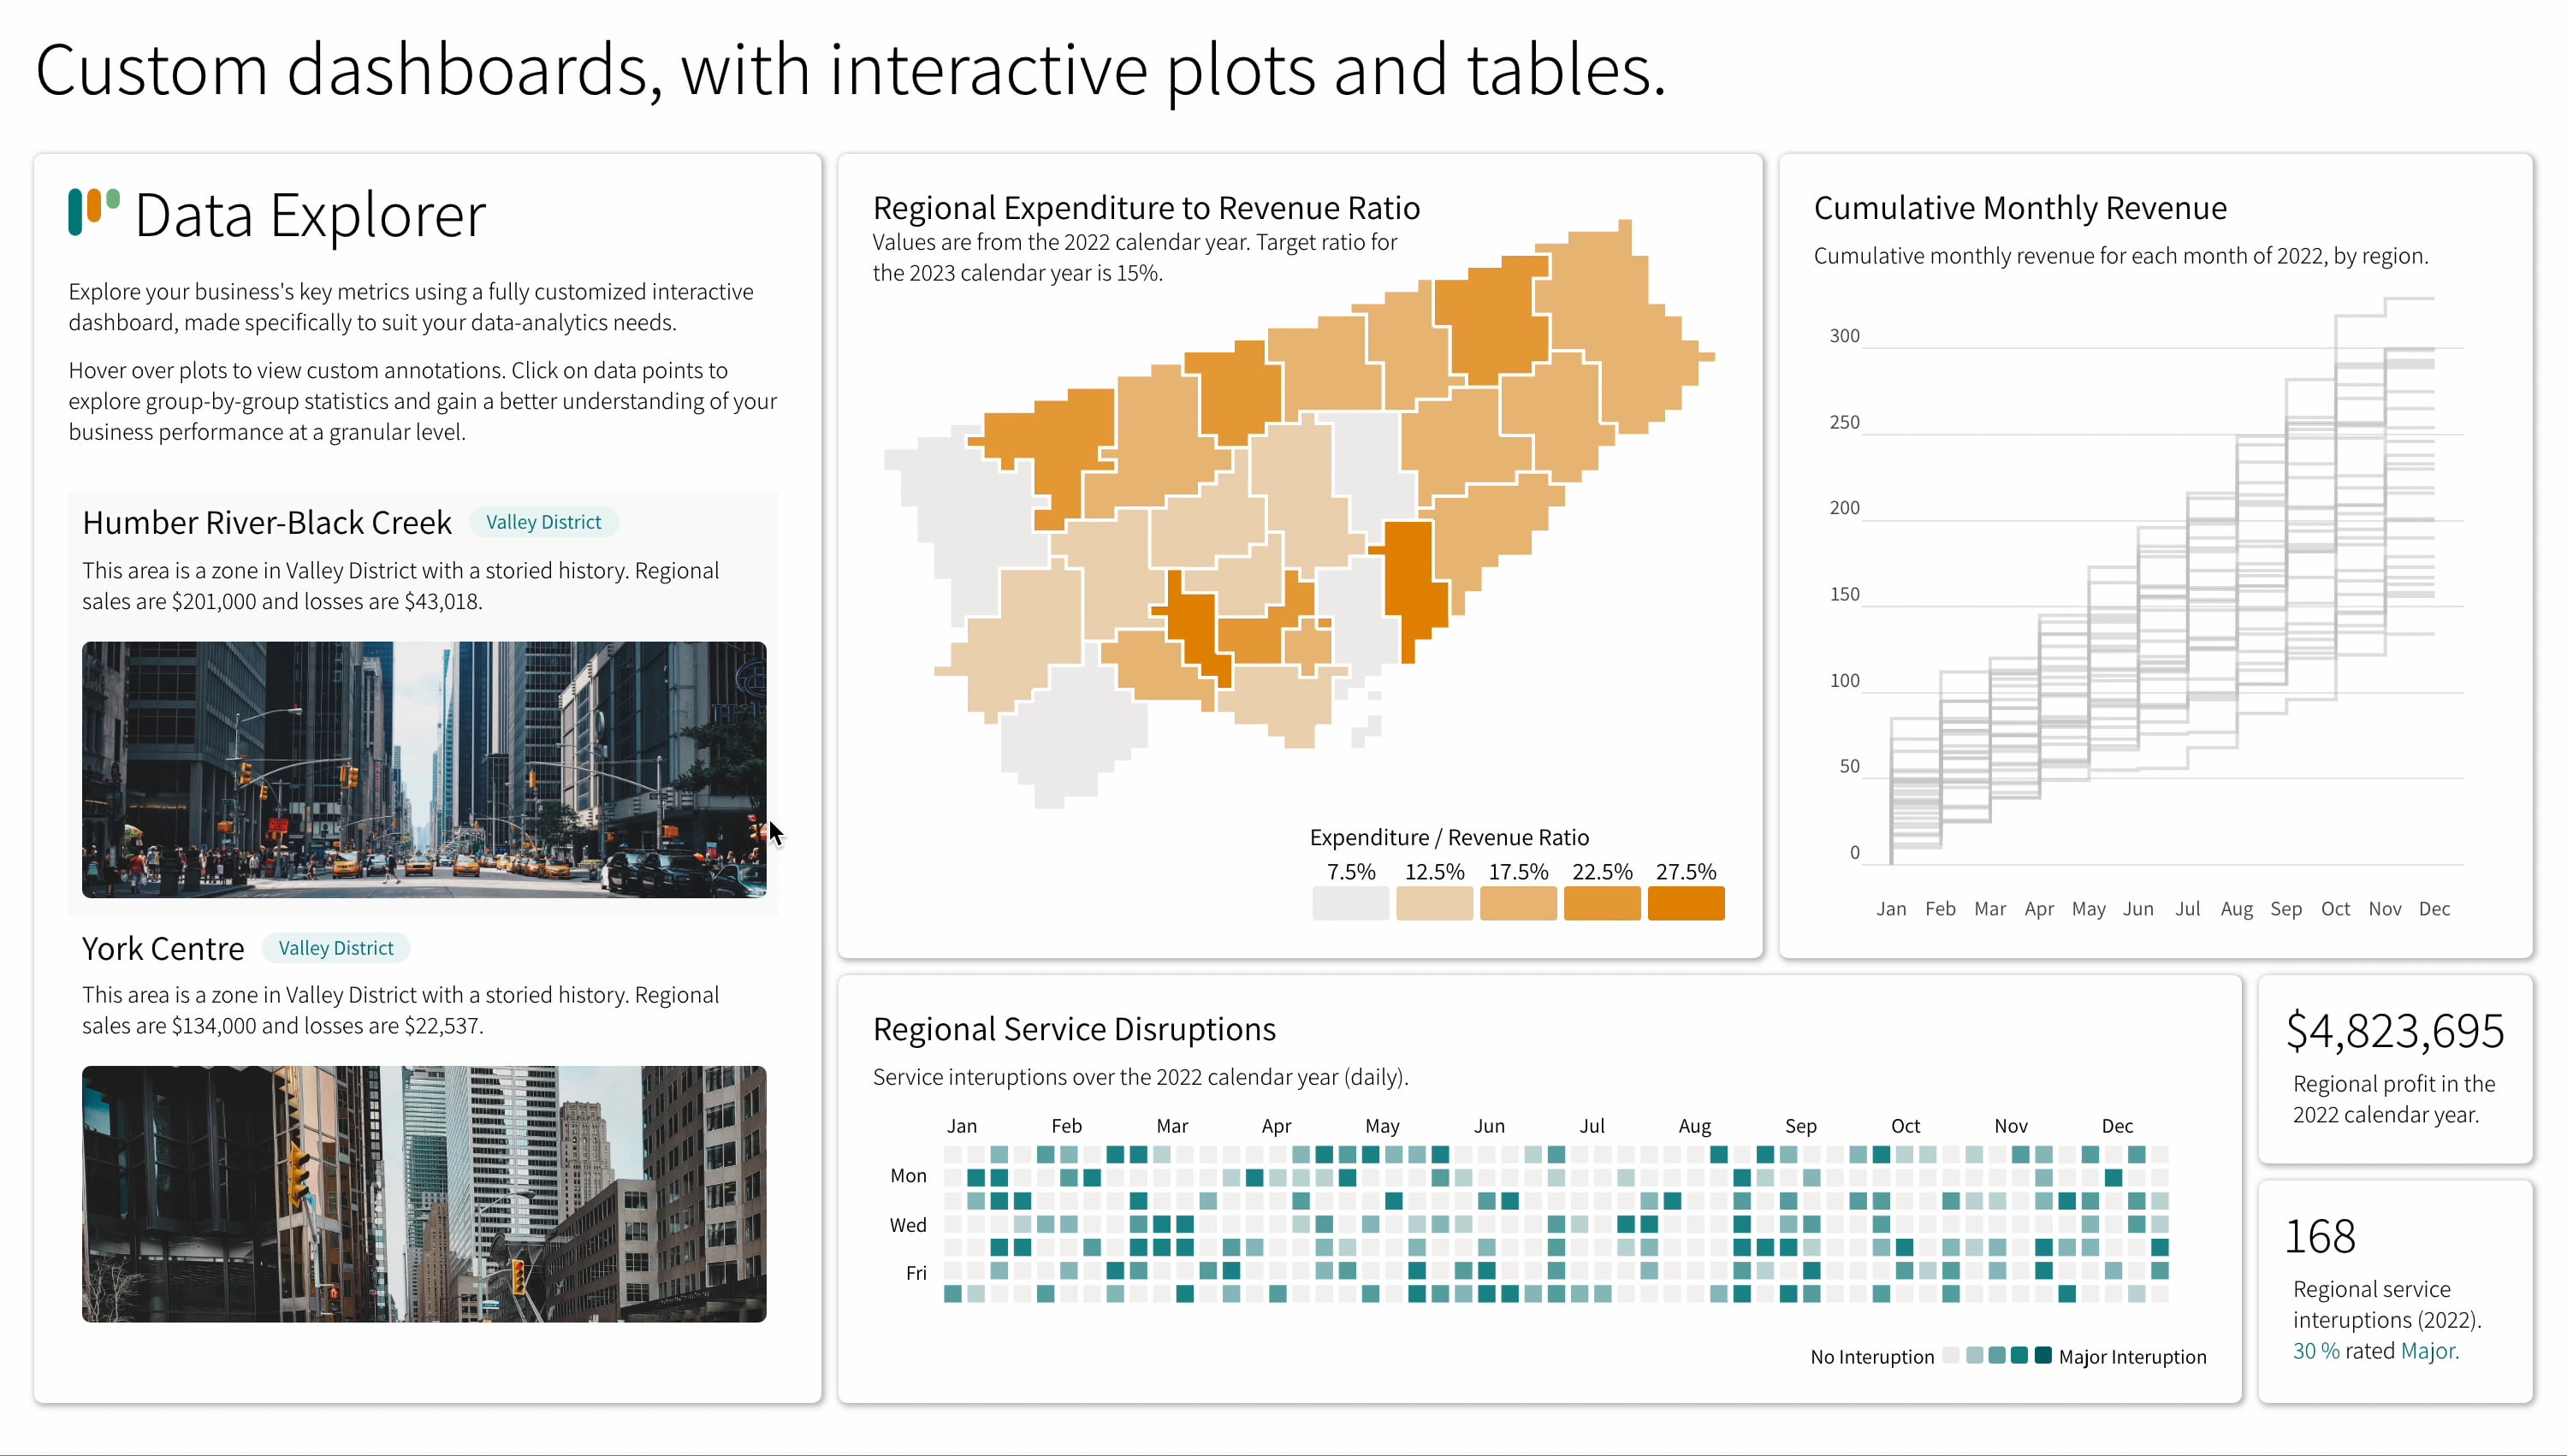 Custom dashboards, with interactive plots and tables.
Data Explorer
Explore your business's key metrics using a fully customized interactive
dashboard, made specifically to suit your data-analytics needs.
Hover over plots to view custom annotations. Click on data points to
explore group-by-group statistics and gain a better understanding of your
business performance at a granular level.
Humber River-Black Creek Valley District
This area is a zone in Valley District with a storied history. Regional
sales are $201,000 and losses are $43,018.
York Centre Valley District
This area is a zone in Valley District with a storied history. Regional
sales are $134,000 and losses are $22,537.
Regional Expenditure to Revenue Ratio
Values are from the 2022 calendar year. Target ratio for
the 2023 calendar year is 15%.
Expenditure / Revenue Ratio
7.5% 12.5% 17.5% 22.5% 27.5%
Cumulative Monthly Revenue
Cumulative monthly revenue for each month of 2022, by region.
300
250
200
150
100
50
0
Jan Feb Mar Apr May Jun Jul Aug Sep Oct Nov Dec
Regional Service Disruptions
Service interuptions over the 2022 calendar year (daily).
Jan Feb Mar Apr May Jun Jul Aug Sep Oct Nov Dec
Mon
Wed
Fri
No Interuption Major Interuption
$4,823,695
Regional profit in the
2022 calendar year.
168
Regional service
interuptions (2022).
30 % rated Major.